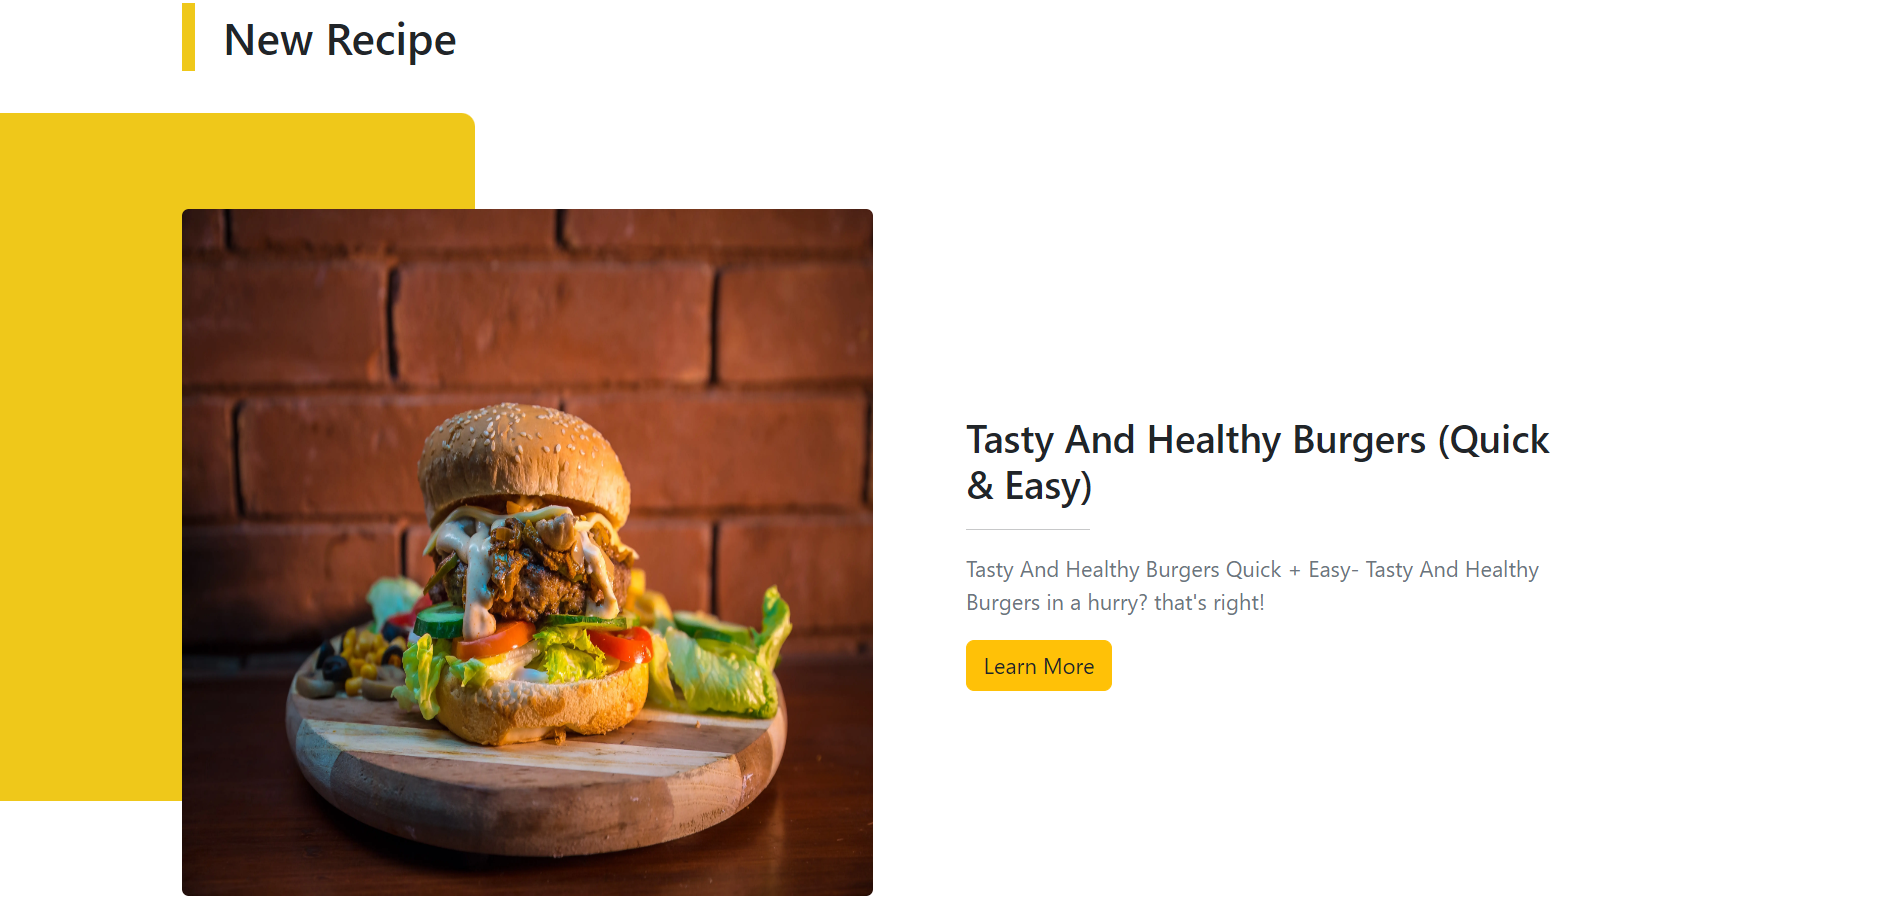 New Recipe
Tasty And Healthy Burgers (Quick
& Easy)
Tasty And Healthy Burgers Quick + Easy- Tasty And Healthy
Burgers in a hurry? that's right!
Learn More